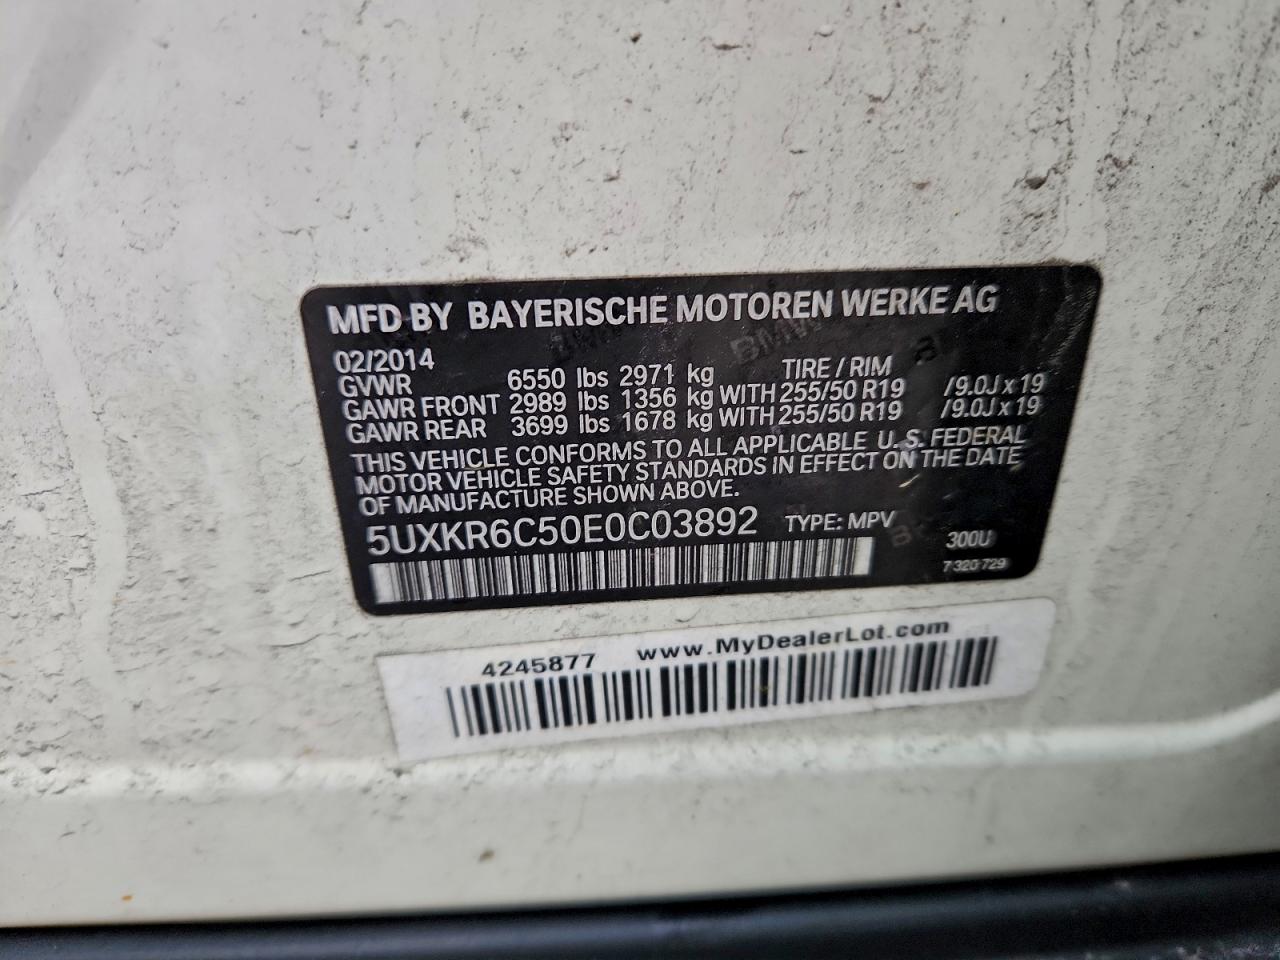 MFD BY BAYERISCHE MOTOREN WERKE AG
02/2014 TIRE / RIM
GVWR 6550 lbs 2971 kg
GAWR FRONT 2989 lbs 1356 kg WITH 255/50 R19 /9.0J x 19
GAWR REAR 3699 lbs 1678 kg WITH 255/50 R19 /9.0J x 19
THIS VEHICLE CONFORMS TO ALL APPLICABLE U. S. FEDERAL
MOTOR VEHICLE SAFETY STANDARDS IN EFFECT ON THE DATE
OF MANUFACTURE SHOWN ABOVE.
5UXKR6C50E0C03892 TYPE: MPV
300U
7 320 729
4245877 www.MyDealerLot.com